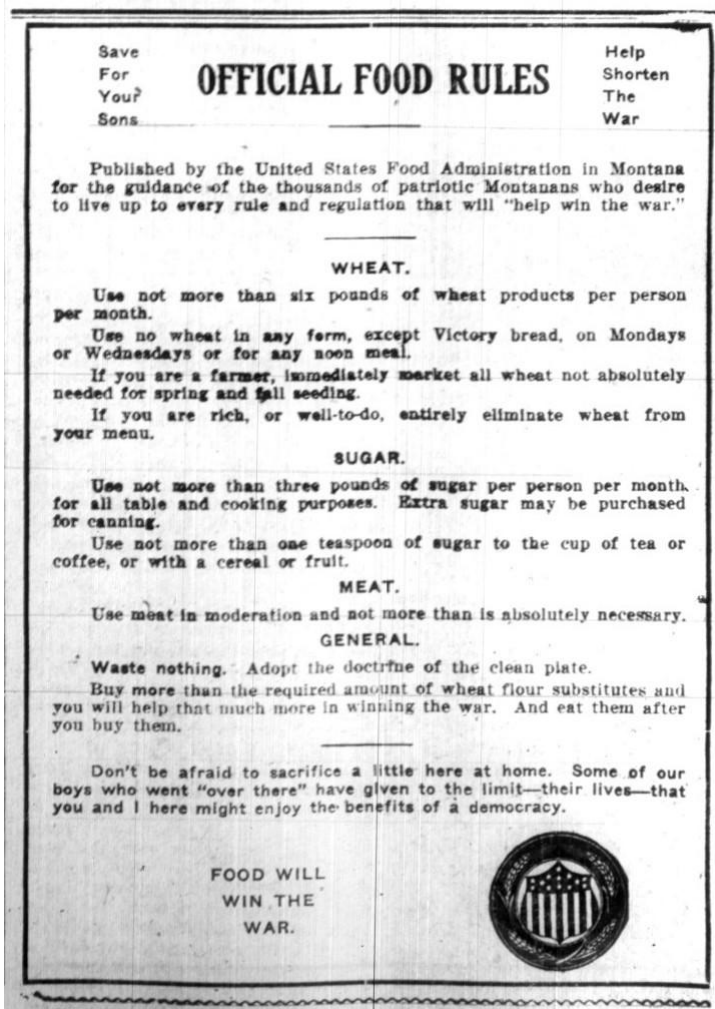 Save
For
Your
Sons
OFFICIAL FOOD RULES
Help
Shorten
The
War
Published by the United States Food Administration in Montana
for the guidance of the thousands of patriotic Montanans who desire
to live up to every rule and regulation that will "help win the war."
WHEAT.
Use not more than six pounds of wheat products per person
per month.
Use no wheat in any form, except Victory bread, on Mondays
or Wednesdays or for any noon meal.
If you are a farmer, immediately market all wheat not absolutely
needed for spring and fall seeding.
If you are rich, or well-to-do, entirely eliminate wheat from
your menu.
SUGAR.
Use not more than three pounds of sugar per person per month
for all table and cooking purposes. Extra sugar may be purchased
for canning.
Use not more than one teaspoon of sugar to the cup of tea or
coffee, or with a cereal or fruit.
MEAT.
Use meat in moderation and not more than is absolutely necessary.
GENERAL.
Waste nothing. Adopt the doctrine of the clean plate.
Buy more than the required amount of wheat flour substitutes and
you will help that much more in winning the war. And eat them after
you buy them.
Don't be afraid to sacrifice a little here at home. Some of our
boys who went "over there" have given to the limit—their lives—that
you and I here might enjoy the benefits of a democracy.
FOOD WILL
WIN THE
WAR.